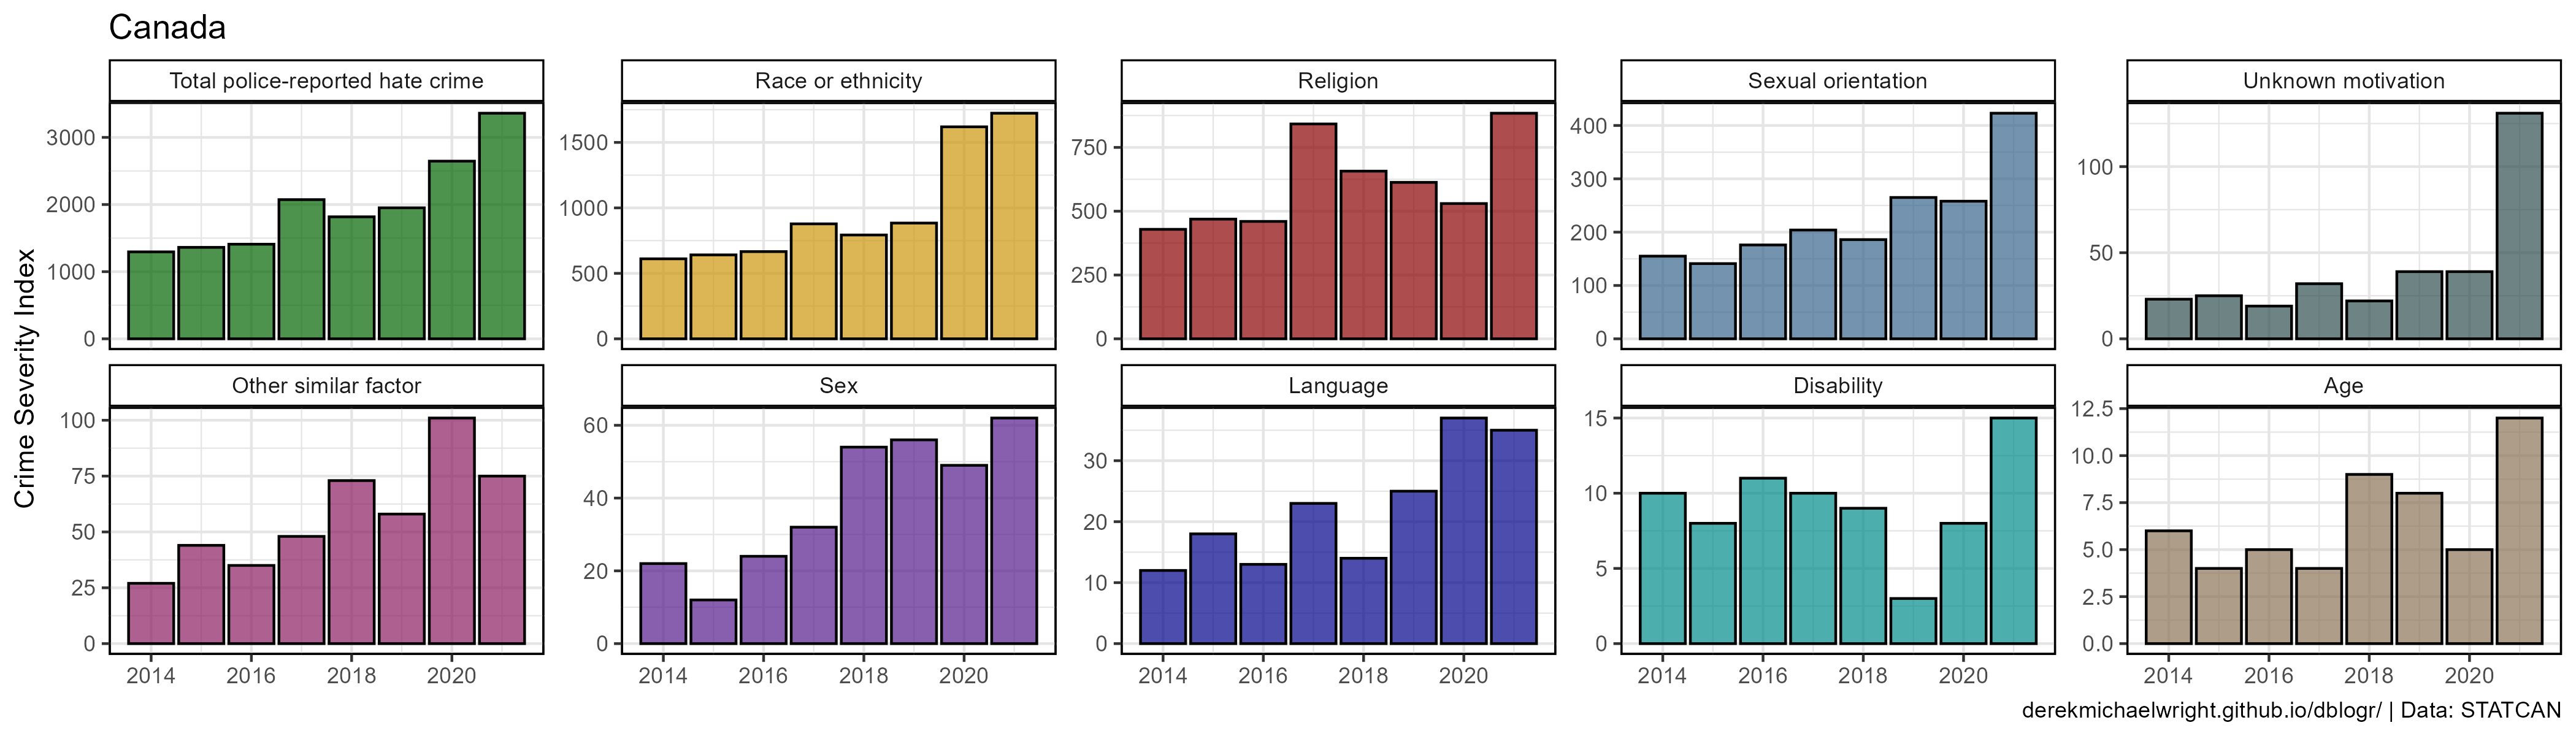 Canada
Total police-reported hate crime
Race or ethnicity
Religion
Sexual orientation
Unknown motivation
3000
2000
1000
0
1500
1000
500
0
750
500
250
0
400
300
200
100
0
100
50
0
Crime Severity Index
Other similar factor
Sex
Language
Disability
Age
100
75
50
25
0
60
40
20
0
30
20
10
0
15
10
5
0
12.5
10.0
7.5
5.0
2.5
0.0
2014 2016 2018 2020
2014 2016 2018 2020
2014 2016 2018 2020
2014 2016 2018 2020
2014 2016 2018 2020
derekmichaelwright.github.io/dblogr/ | Data: STATCAN